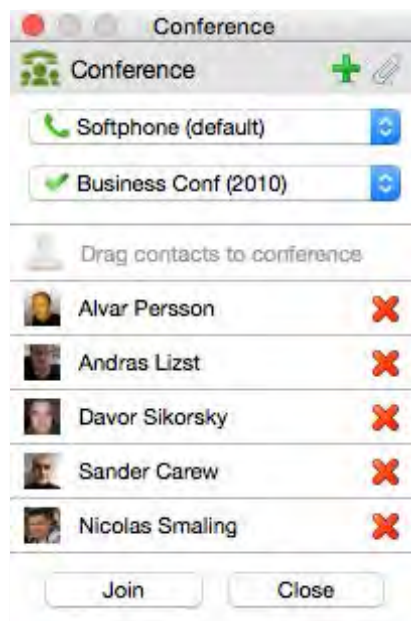 Conference
Conference
Softphone (default)
Business Conf (2010)
Drag contacts to conference
Alvar Persson
Andras Lizst
Davor Sikorsky
Sander Carew
Nicolas Smaling
Join
Close